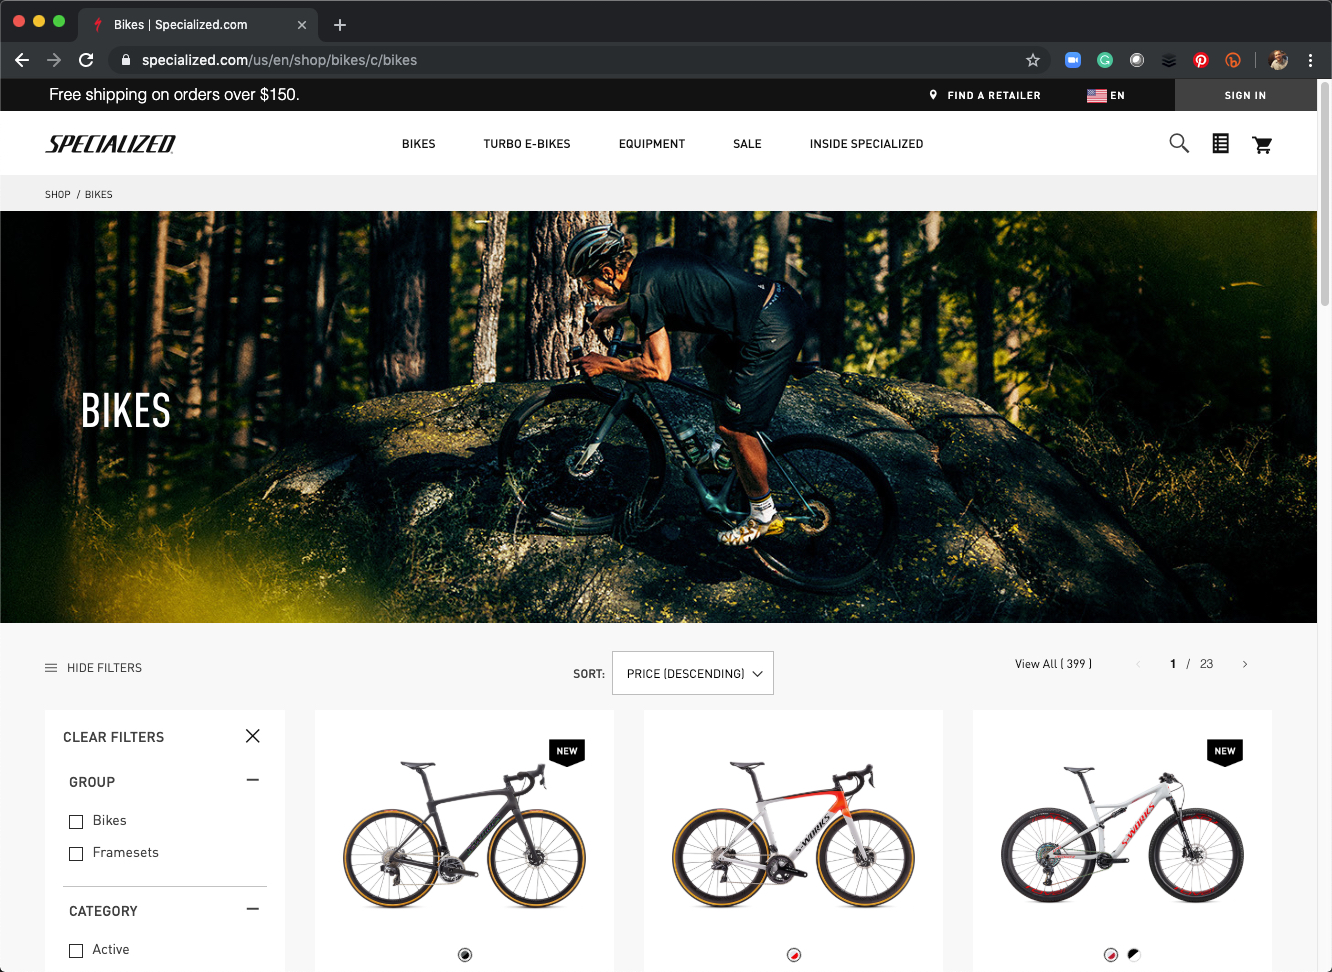 Bikes | Specialized.com
specialized.com/us/en/shop/bikes/c/bikes
Free shipping on orders over $150.
FIND A RETAILER
EN
SIGN IN
SPECIALIZED
BIKES
TURBO E-BIKES
EQUIPMENT
SALE
INSIDE SPECIALIZED
SHOP / BIKES
BIKES
HIDE FILTERS
SORT:
PRICE (DESCENDING)
View All ( 399 )
1 / 23
CLEAR FILTERS
GROUP
Bikes
Framesets
CATEGORY
Active
NEW
S-WORKS
NEW
S-WORKS